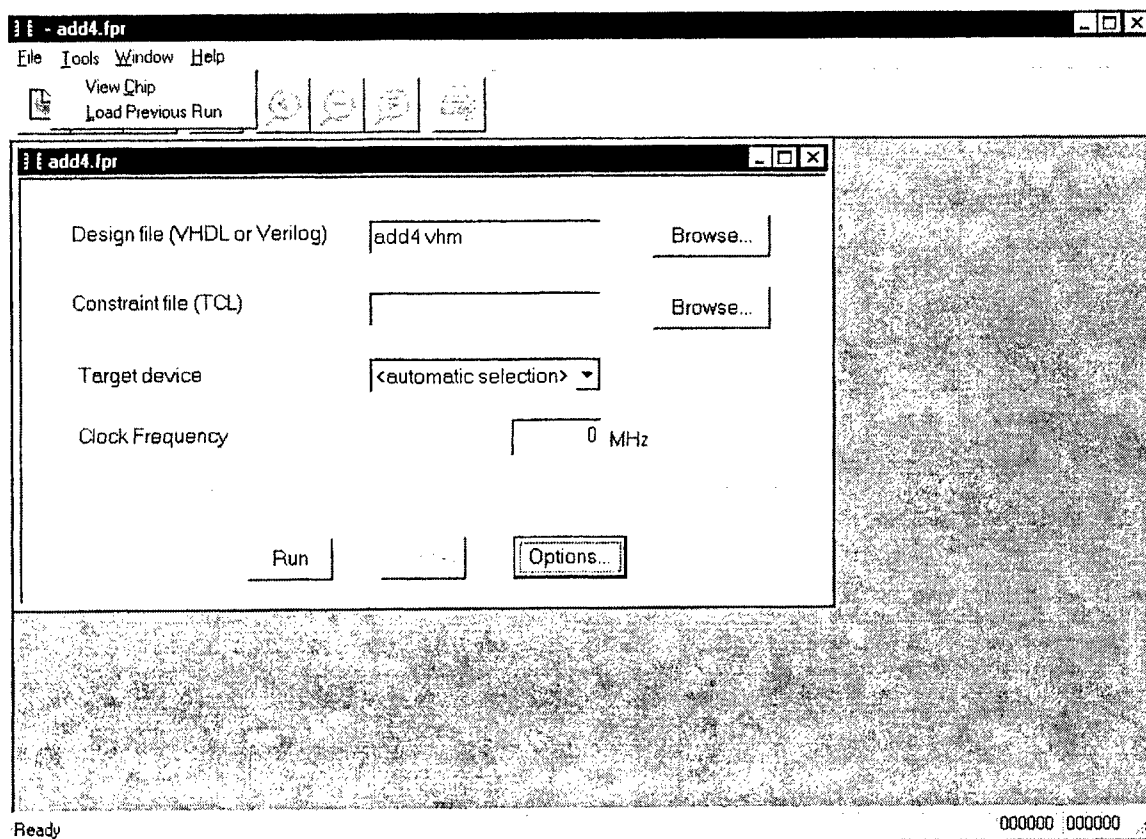 - add4.fpr
File Tools Window Help
View Chip
Load Previous Run
add4.fpr
Design file (VHDL or Verilog) add4 vhm Browse...
Constraint file (TCL) Browse...
Target device <automatic selection>
Clock Frequency 0 MHz
Run Options...
Ready 000000 000000